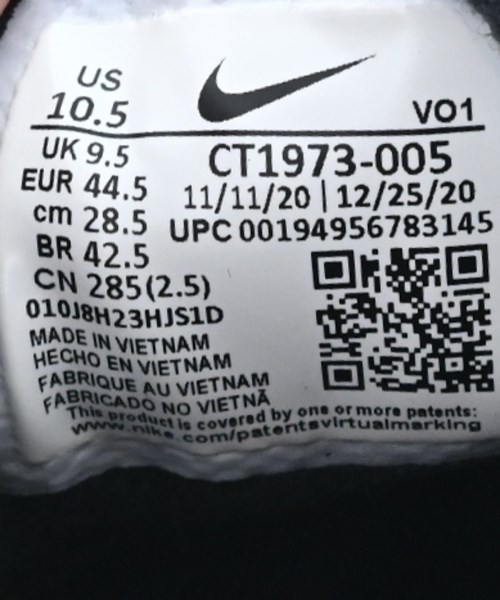 US
10.5
VO1
UK 9.5
EUR 44.5
cm 28.5
BR 42.5
CN 285(2.5)
010J8H23HJS1D
CT1973-005
11/11/20 | 12/25/20
UPC 00194956783145
MADE IN VIETNAM
HECHO EN VIETNAM
FABRIQUE AU VIETNAM
FABRICADO NO VIETNÃ
This product is covered by one or more patents:
www.nike.com/patentsvirtualmarking